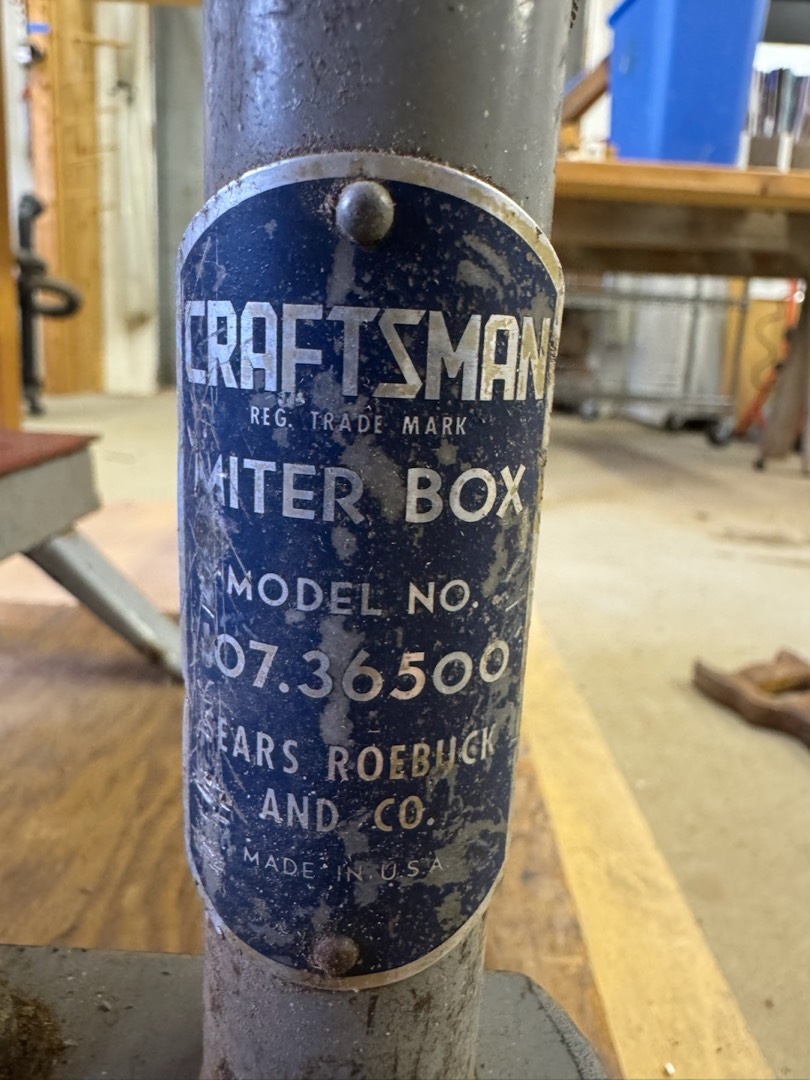 CRAFTSMAN
REG. TRADE MARK
MITER BOX
MODEL NO.
07.36500
SEARS ROEBUCK
AND CO.
MADE IN U.S.A